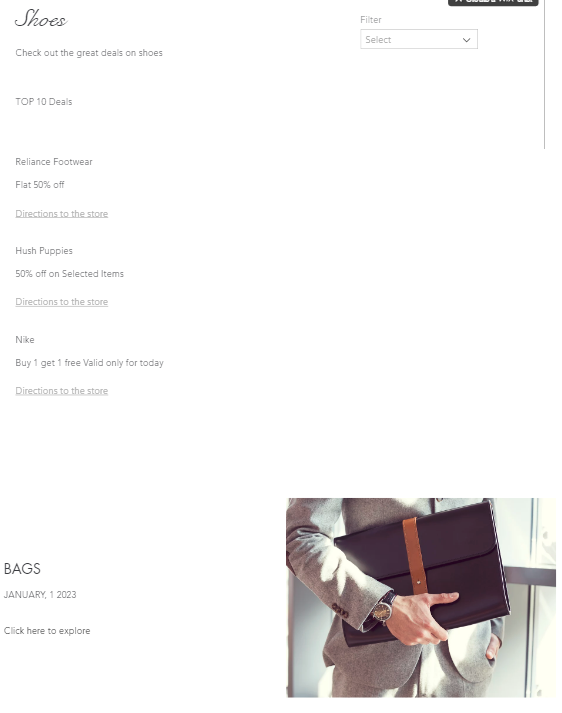 Shoes
Filter
Select
Check out the great deals on shoes
TOP 10 Deals
Reliance Footwear
Flat 50% off
Directions to the store
Hush Puppies
50% off on Selected Items
Directions to the store
Nike
Buy 1 get 1 free Valid only for today
Directions to the store
BAGS
JANUARY, 1 2023
Click here to explore